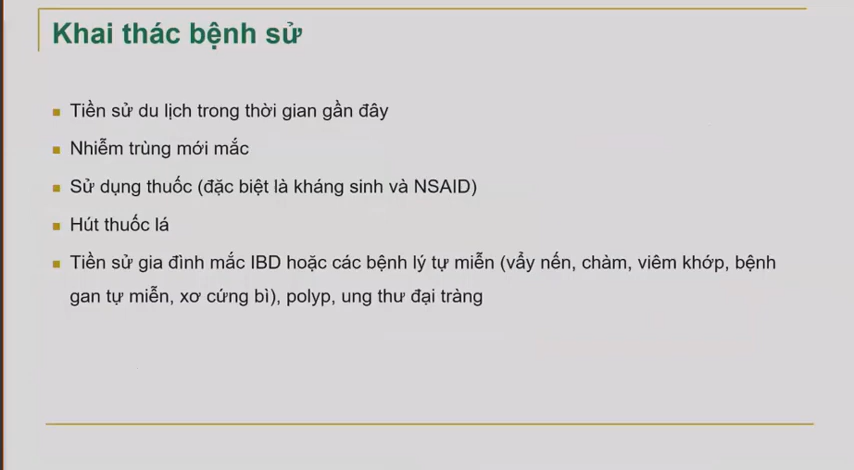 Khai thác bệnh sử
Tiền sử du lịch trong thời gian gần đây
Nhiễm trùng mới mắc
Sử dụng thuốc (đặc biệt là kháng sinh và NSAID)
Hút thuốc lá
Tiền sử gia đình mắc IBD hoặc các bệnh lý tự miễn (vẩy nến, chàm, viêm khớp, bệnh
gan tự miễn, xơ cứng bì), polyp, ung thư đại tràng